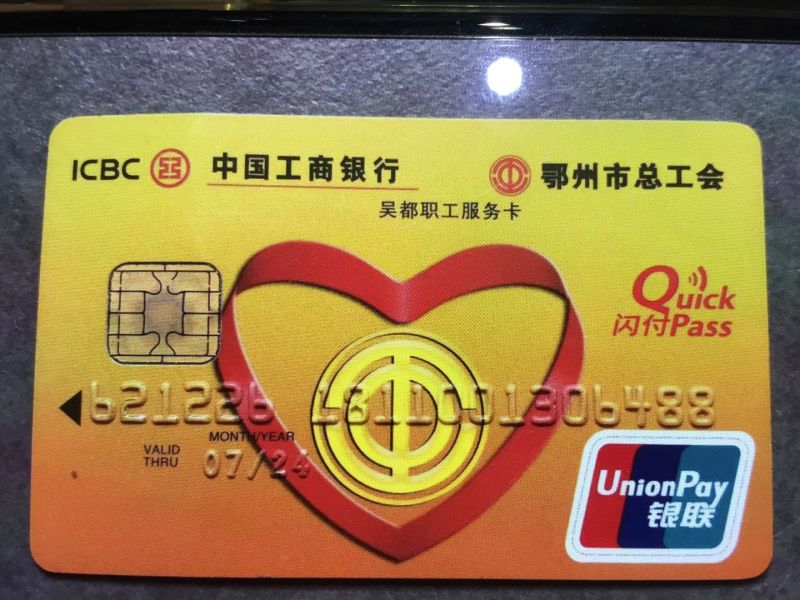 ICBC 中国工商银行 鄂州市总工会
吴都职工服务卡
Quick
闪付Pass
621226 1811001306488
MONTH/YEAR
VALID
THRU 07/24
UnionPay
银联